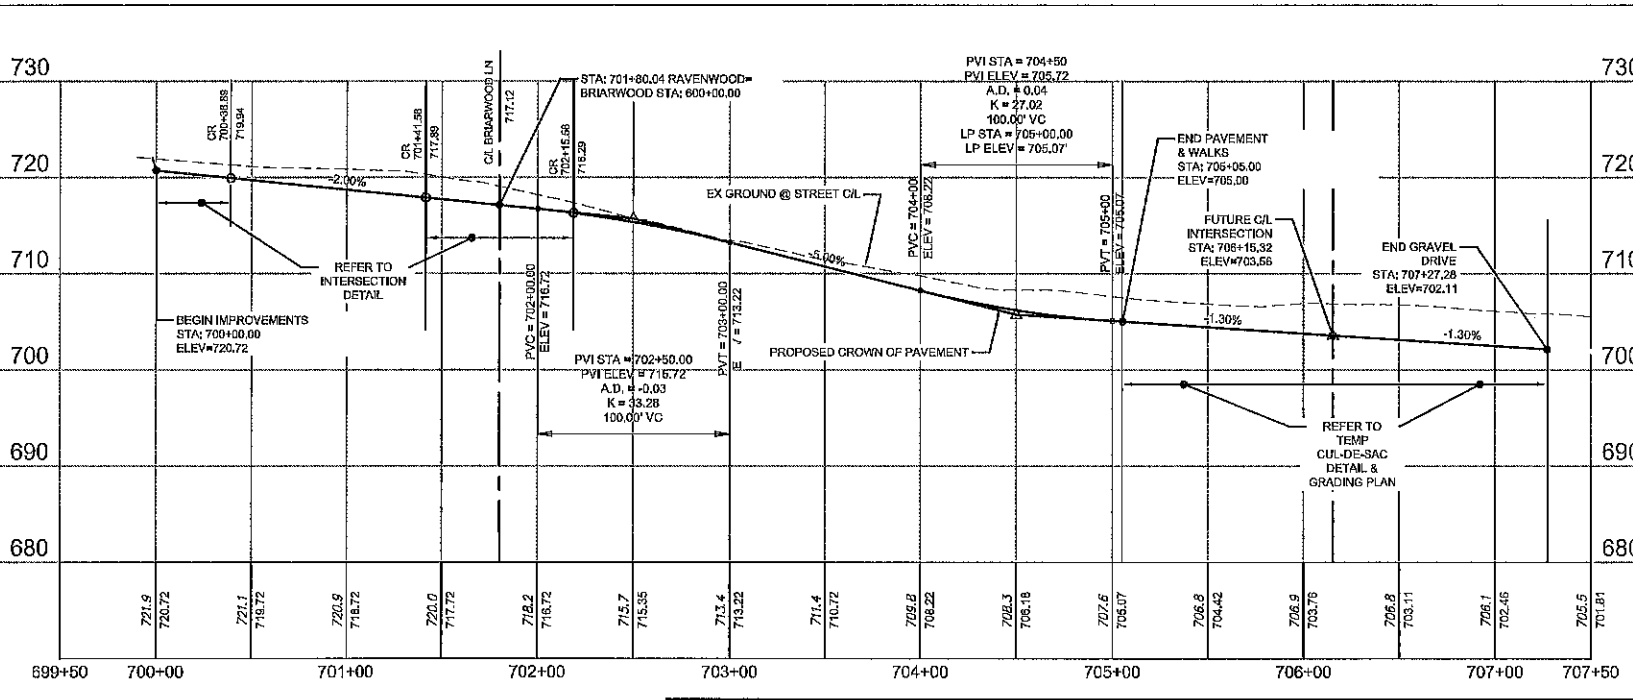 730
720
710
700
690
680
730
720
710
700
690
680
CR
700+38.89
719.94
CR
701+41.58
717.89
C/L BRIARWOOD LN
717.12
STA: 701+80.04 RAVENWOOD=
BRIARWOOD STA: 600+00.00
CR
702+15.58
716.29
-2.00%
REFER TO
INTERSECTION
DETAIL
BEGIN IMPROVEMENTS
STA: 700+00.00
ELEV=720.72
PVC = 702+00.00
ELEV = 716.72
PVI STA = 702+50.00
PVI ELEV = 715.72
A.D. = -0.03
K = 33.28
100.00' VC
PVT = 703+00.00
= 713.22
EX GROUND @ STREET C/L
-5.00%
PROPOSED CROWN OF PAVEMENT
PVC = 704+00
ELEV = 708.22
PVI STA = 704+50
PVI ELEV = 705.72
A.D. = 0.04
K = 27.02
100.00' VC
LP STA = 705+00.00
LP ELEV = 705.07'
PVT = 705+00
ELEV = 705.07
END PAVEMENT
& WALKS
STA: 705+05.00
ELEV=705.00
FUTURE C/L
INTERSECTION
STA: 706+15.32
ELEV=703.56
END GRAVEL
DRIVE
STA: 707+27.28
ELEV=702.11
-1.30%
-1.30%
REFER TO
TEMP
CUL-DE-SAC
DETAIL &
GRADING PLAN
721.9
720.72
721.1
719.72
720.9
718.72
720.0
717.72
718.2
716.72
715.7
715.35
713.4
713.22
711.4
710.72
709.8
708.22
708.3
706.18
707.6
705.07
706.8
704.42
706.9
703.76
706.8
703.11
706.1
702.46
705.5
701.81
699+50
700+00
701+00
702+00
703+00
704+00
705+00
706+00
707+00
707+50